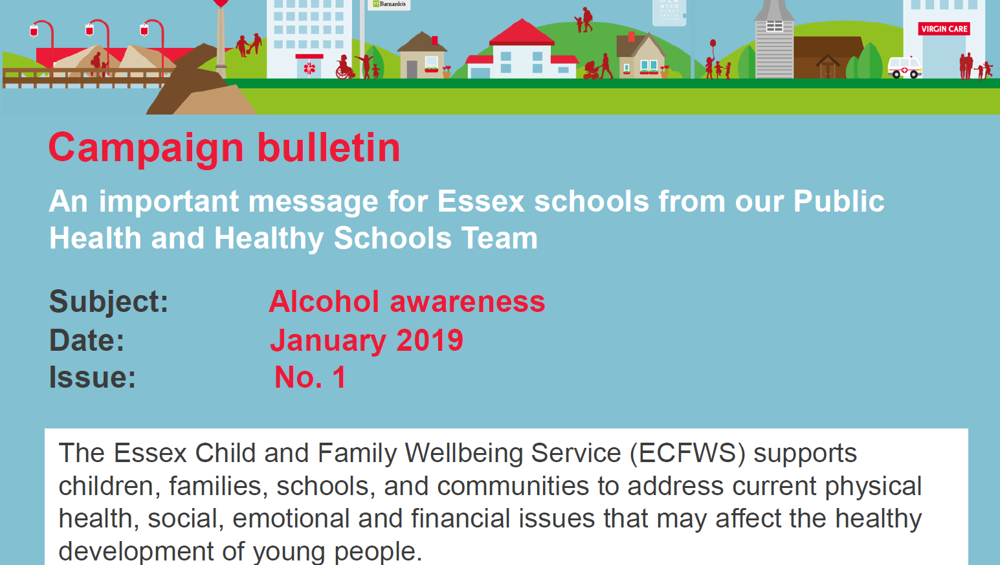 Barnardo's
VIRGIN CARE
Campaign bulletin
An important message for Essex schools from our Public
Health and Healthy Schools Team
Subject: Alcohol awareness
Date: January 2019
Issue: No. 1
The Essex Child and Family Wellbeing Service (ECFWS) supports
children, families, schools, and communities to address current physical
health, social, emotional and financial issues that may affect the healthy
development of young people.